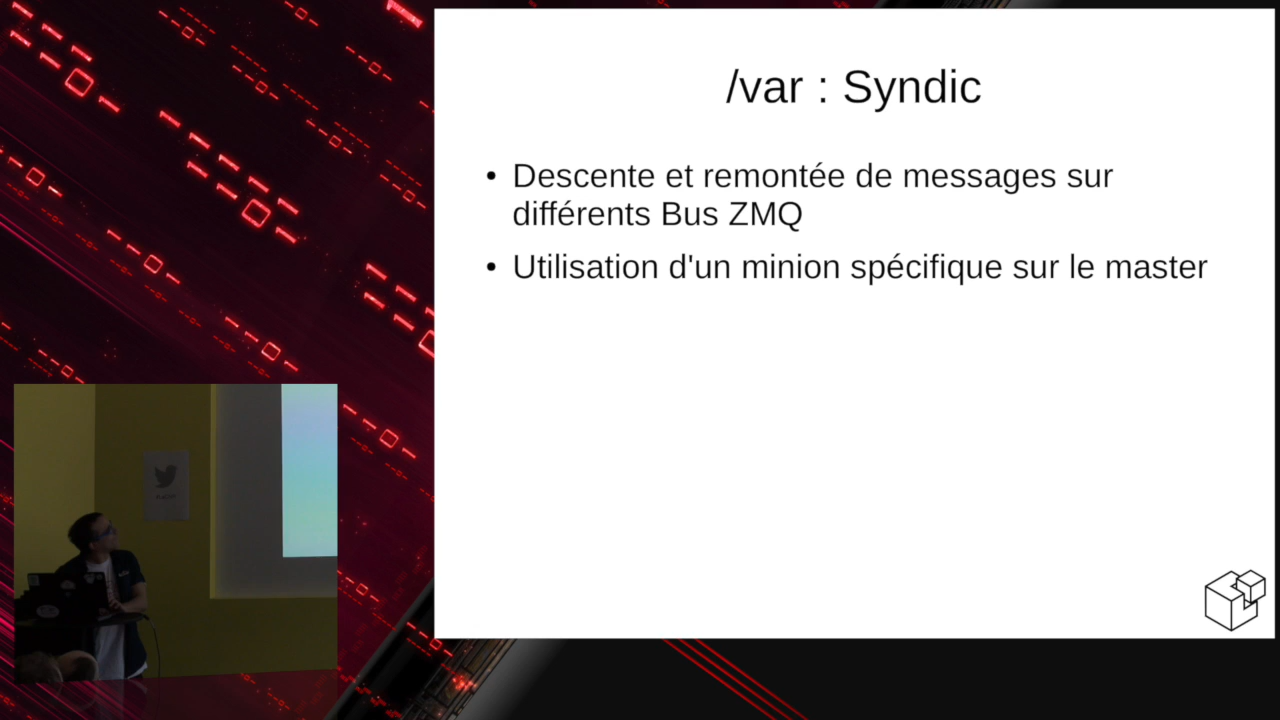 /var : Syndic
• Descente et remontée de messages sur
différents Bus ZMQ
• Utilisation d'un minion spécifique sur le master